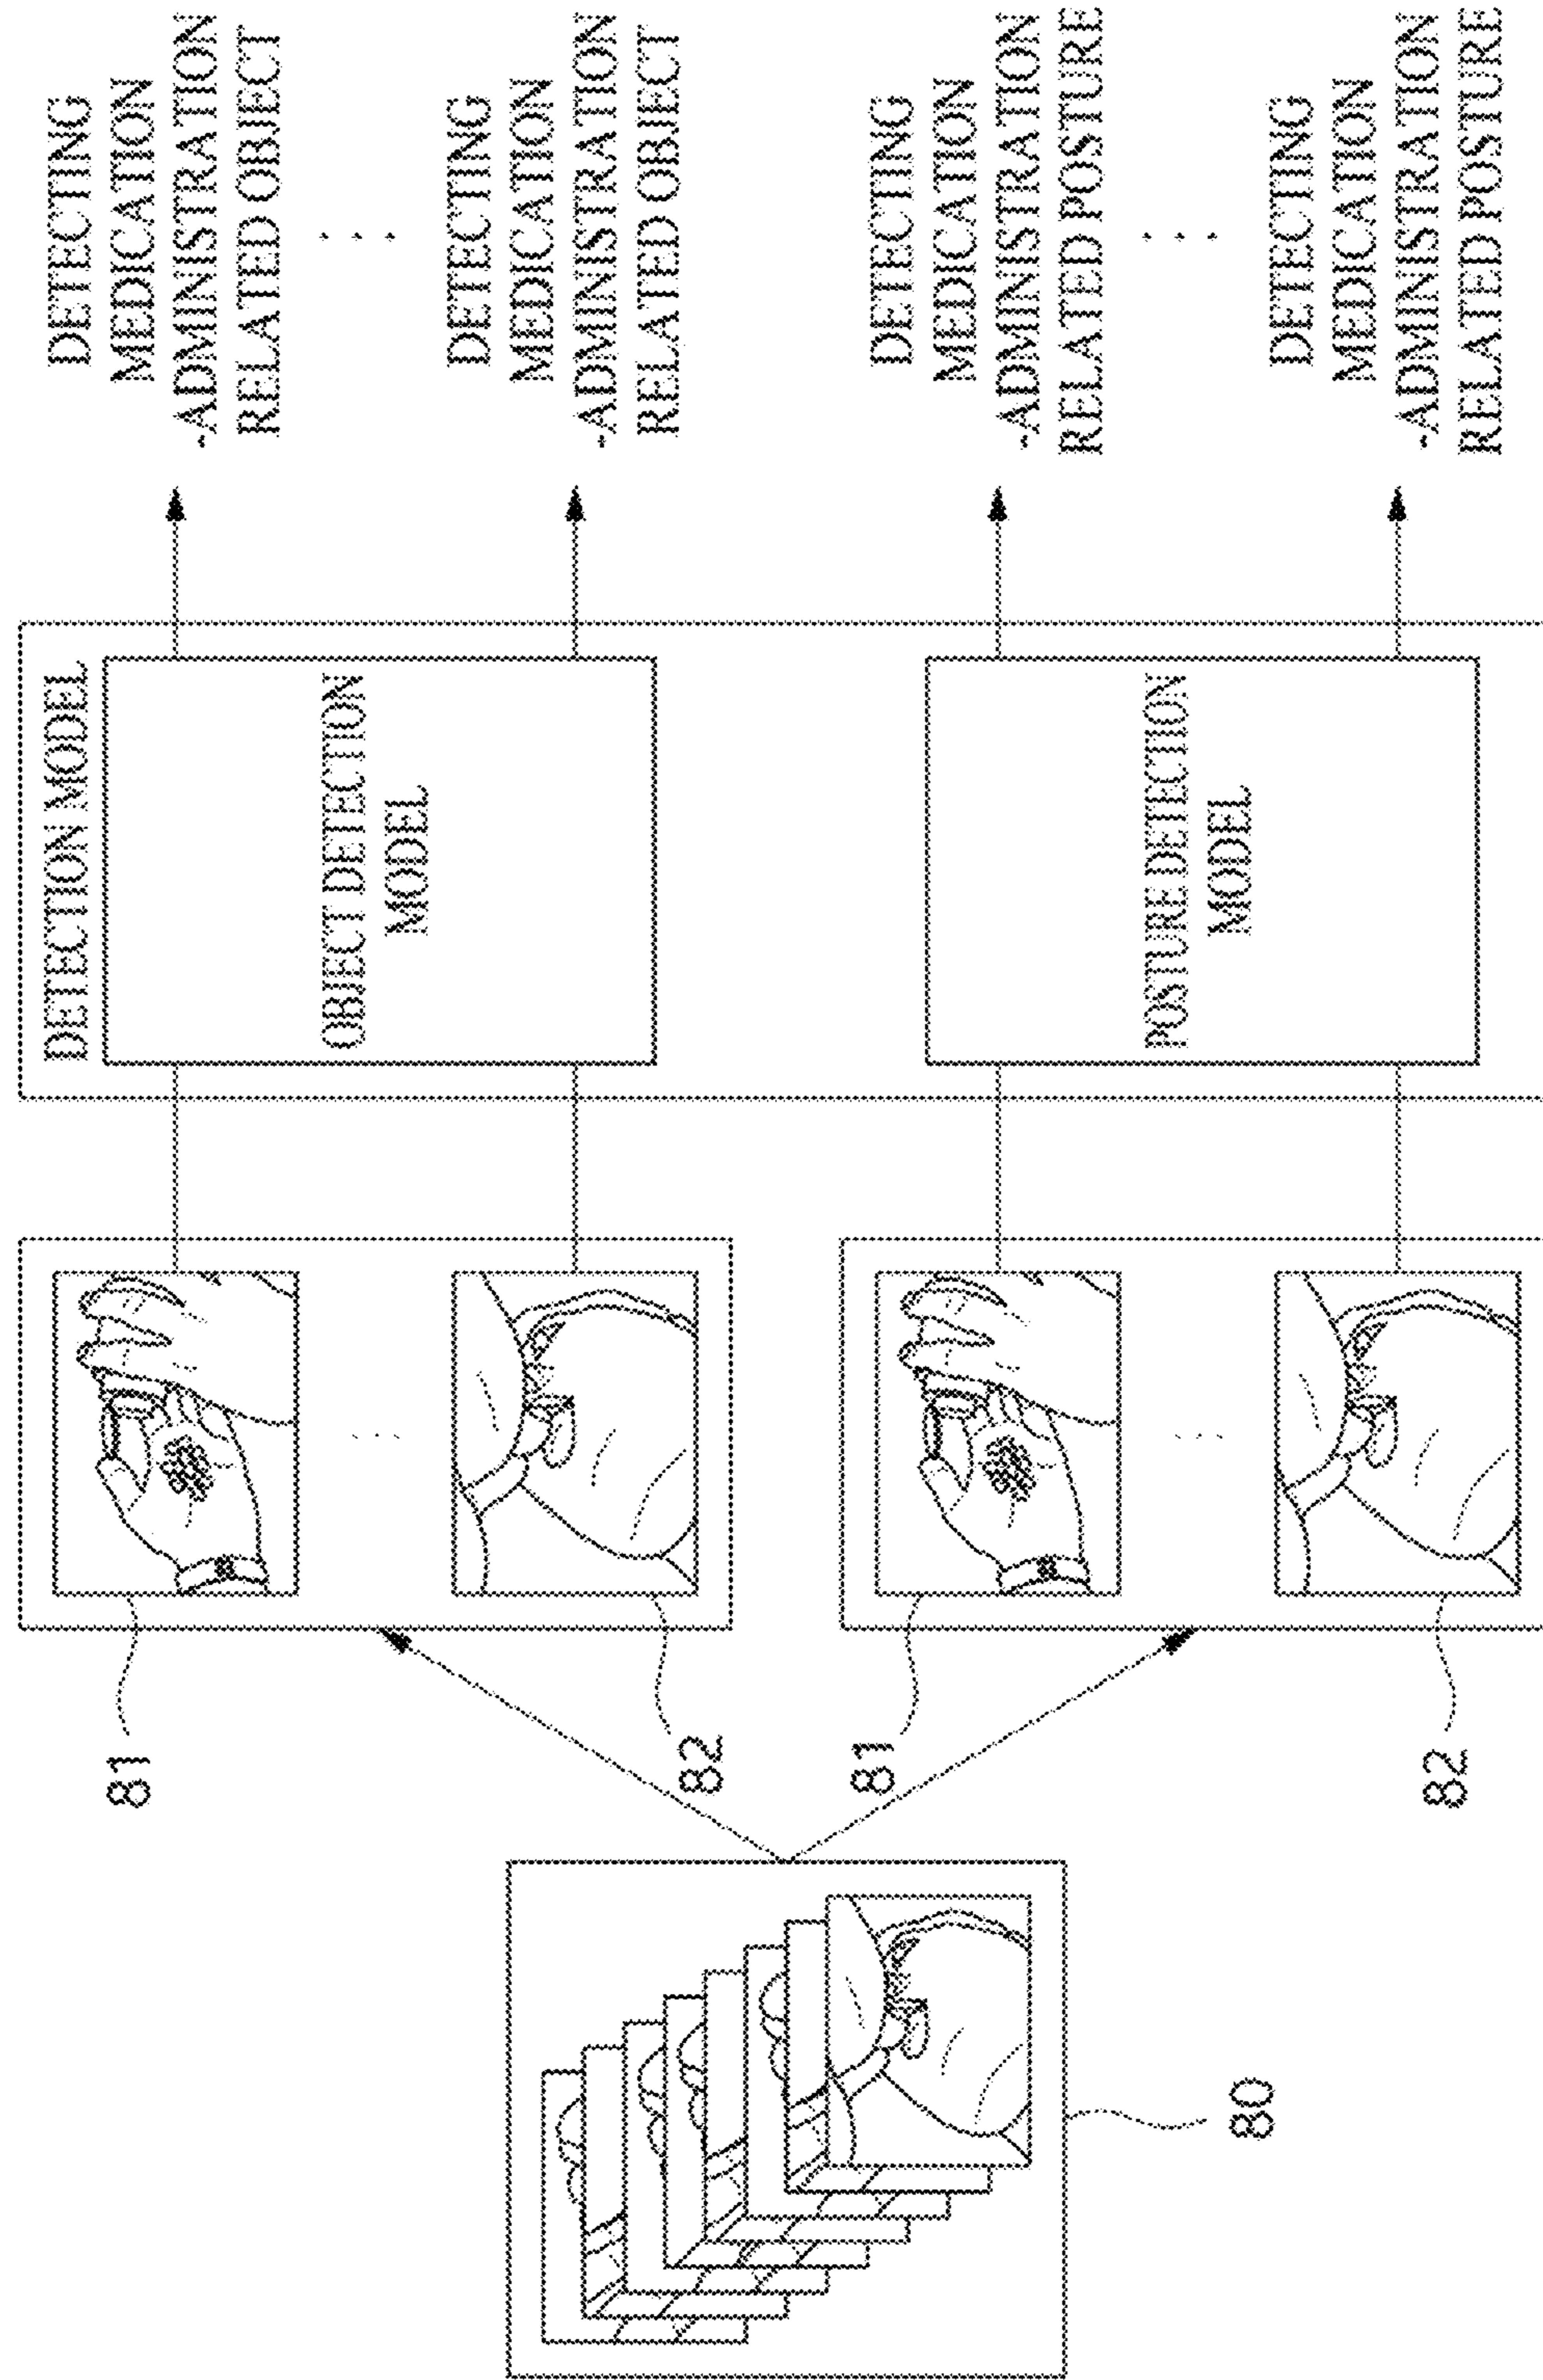 80
81
82
81
82
DETECTION MODEL
OBJECT DETECTION
MODEL
POSTURE DETECTION
MODEL
DETECTING
MEDICATION
-ADMINISTRATION
RELATED OBJECT
. . .
DETECTING
MEDICATION
-ADMINISTRATION
RELATED OBJECT
DETECTING
MEDICATION
-ADMINISTRATION
RELATED POSTURE
. . .
DETECTING
MEDICATION
-ADMINISTRATION
RELATED POSTURE